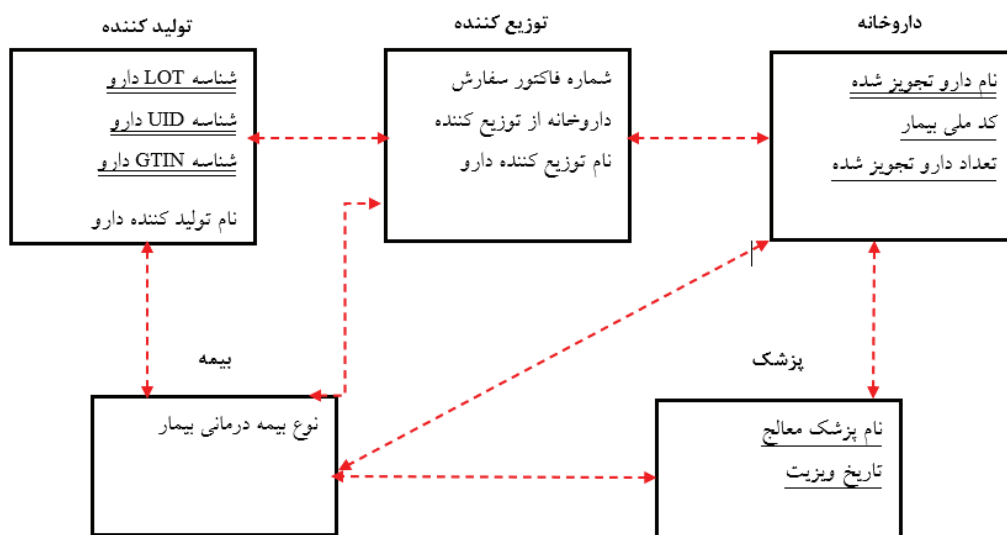 داروخانه
نام دارو تجویز شده
کد ملی بیمار
تعداد دارو تجویز شده
توزیع کننده
شماره فاکتور سفارش
داروخانه از توزیع کننده
نام توزیع کننده دارو
تولید کننده
شناسه LOT دارو
شناسه UID دارو
شناسه GTIN دارو
نام تولید کننده دارو
پزشک
نام پزشک معالج
تاریخ ویزیت
بیمه
نوع بیمه درمانی بیمار